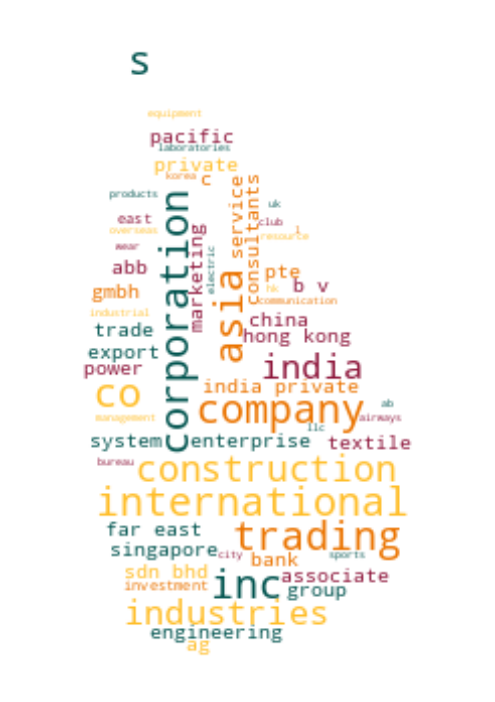 s
equipment
pacific
laboratories
private
korea
c
service
consultants
products
corporation
uk
east
club
overseas
marketing
l
resource
wear
electric
abb
asia
pte
gmbh
hk
b v
communication
industrial
china
trade
hong kong
export
power
india
co
india private
company
ab
management
airways
llc
system
enterprise
textile
bureau
construction
international
far east
trading
singapore
city
bank
sports
sdn bhd
associate
investment
inc
group
industries
engineering
ag